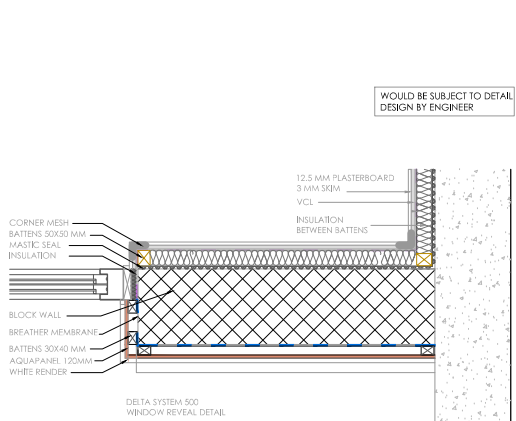 WOULD BE SUBJECT TO DETAIL
DESIGN BY ENGINEER
12.5 MM PLASTERBOARD
3 MM SKIM
VCL
INSULATION
BETWEEN BATTENS
CORNER MESH
BATTENS 50X50 MM
MASTIC SEAL
INSULATION
BLOCK WALL
BREATHER MEMBRANE
BATTENS 30X40 MM
AQUAPANEL 120MM
WHITE RENDER
DELTA SYSTEM 500
WINDOW REVEAL DETAIL